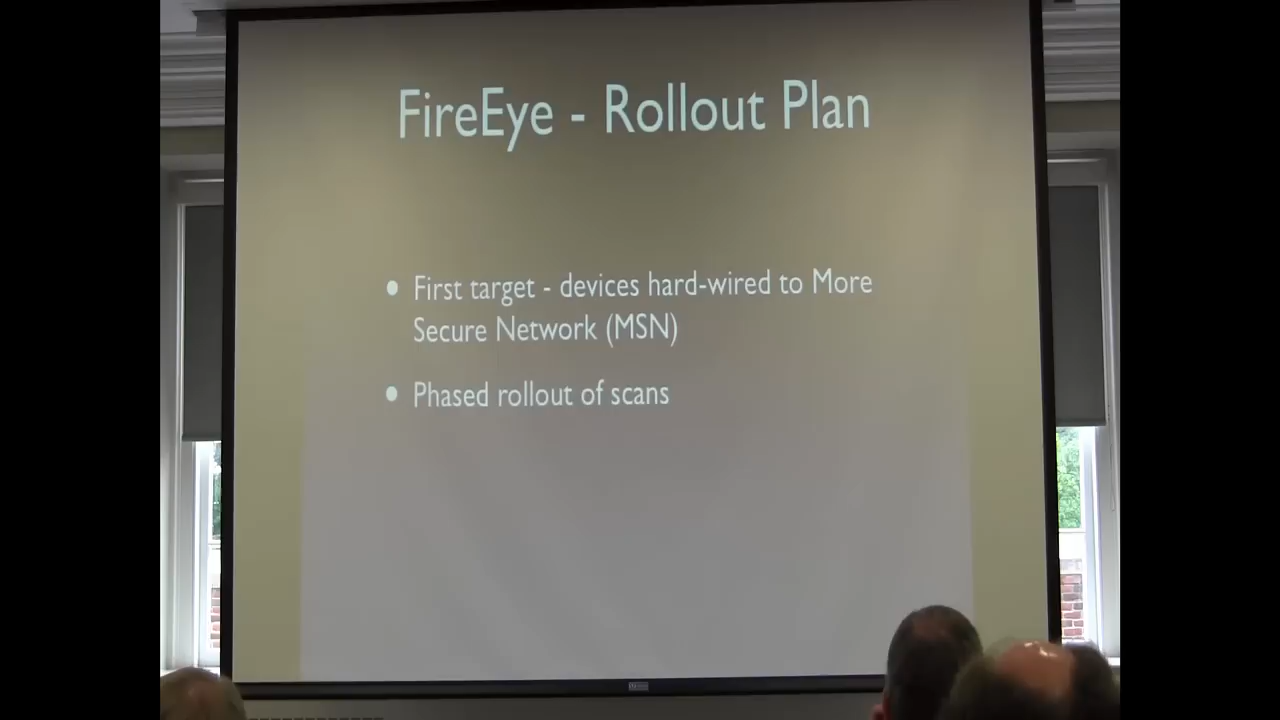 FireEye - Rollout Plan
• First target - devices hard-wired to More
Secure Network (MSN)
• Phased rollout of scans